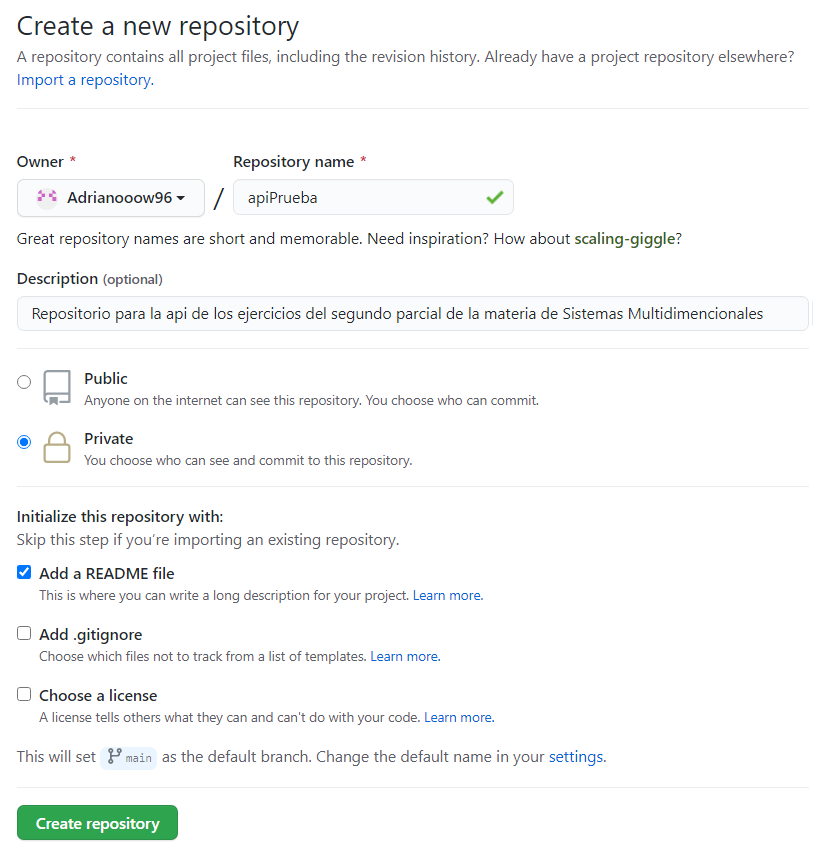 Create a new repository
A repository contains all project files, including the revision history. Already have a project repository elsewhere?
Import a repository.
Owner * Repository name *
Adrianooow96 / apiPrueba
Great repository names are short and memorable. Need inspiration? How about scaling-giggle?
Description (optional)
Repositorio para la api de los ejercicios del segundo parcial de la materia de Sistemas Multidimencionales
Public
Anyone on the internet can see this repository. You choose who can commit.
Private
You choose who can see and commit to this repository.
Initialize this repository with:
Skip this step if you’re importing an existing repository.
Add a README file
This is where you can write a long description for your project. Learn more.
Add .gitignore
Choose which files not to track from a list of templates. Learn more.
Choose a license
A license tells others what they can and can't do with your code. Learn more.
This will set main as the default branch. Change the default name in your settings.
Create repository